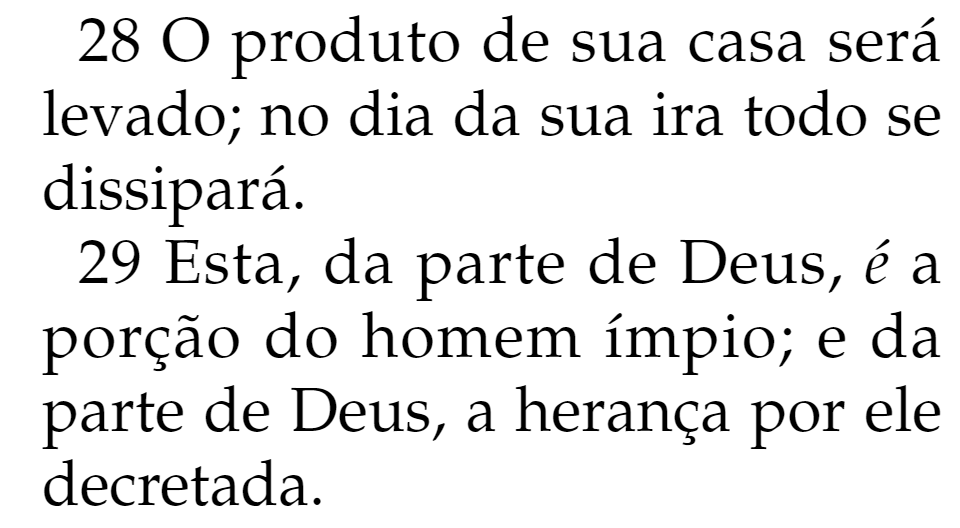 28 O produto de sua casa será
levado; no dia da sua ira todo se
dissipará.
29 Esta, da parte de Deus, é a
porção do homem ímpio; e da
parte de Deus, a herança por ele
decretada.